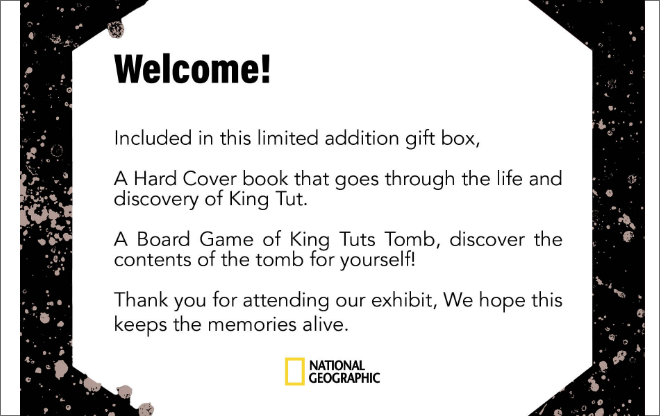 Welcome!
Included in this limited addition gift box,
A Hard Cover book that goes through the life and
discovery of King Tut.
A Board Game of King Tuts Tomb, discover the
contents of the tomb for yourself!
Thank you for attending our exhibit, We hope this
keeps the memories alive.
NATIONAL
GEOGRAPHIC